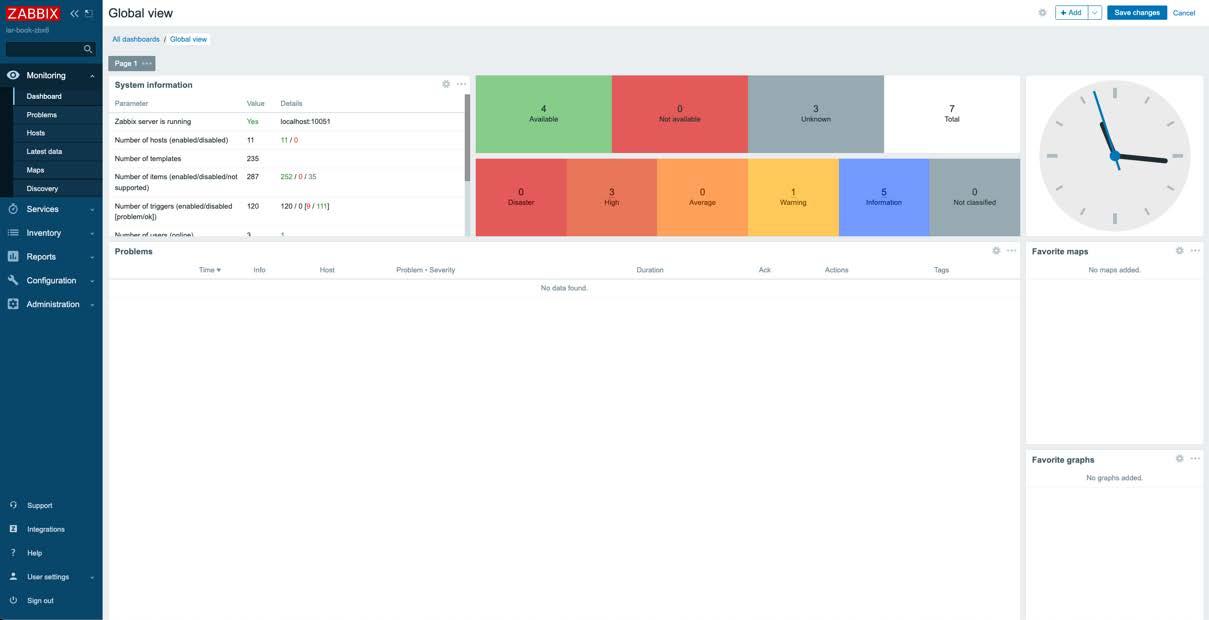 ZABBIX
lar-book-zbx6
Monitoring
Dashboard
Problems
Hosts
Latest data
Maps
Discovery
Services
Inventory
Reports
Configuration
Administration
Support
Integrations
Help
User settings
Sign out
Global view
+ Add
Save changes
Cancel
All dashboards / Global view
Page 1
System information
Parameter Value Details
Zabbix server is running Yes localhost:10051
Number of hosts (enabled/disabled) 11 11 / 0
Number of templates 235
Number of items (enabled/disabled/not supported) 287 252 / 0 / 35
Number of triggers (enabled/disabled [problem/ok]) 120 120 / 0 [9 / 111]
Number of users (online) 3 1
4 Available
0 Not available
3 Unknown
7 Total
0 Disaster
3 High
0 Average
1 Warning
5 Information
0 Not classified
Problems
Time ▼ Info Host Problem • Severity Duration Ack Actions Tags
No data found.
Favorite maps
No maps added.
Favorite graphs
No graphs added.